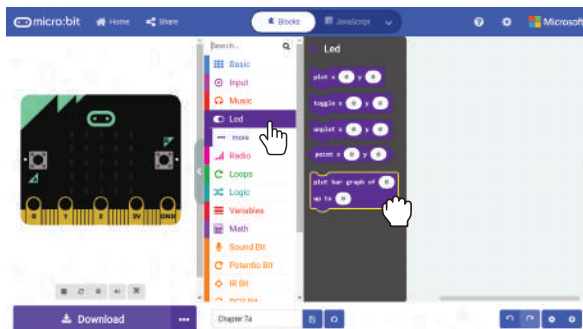 micro:bit Home Share Blocks JavaScript Microsoft
Search...
Basic
Input
Music
Led
more
Radio
Loops
Logic
Variables
Math
Sound Bit
Potentio Bit
IR Bit
Led
plot x 0 y 0
toggle x 0 y 0
unplot x 0 y 0
point x 0 y 0
plot bar graph of 0
up to 0
0 1 2 3V GND
Download
Chapter 7a